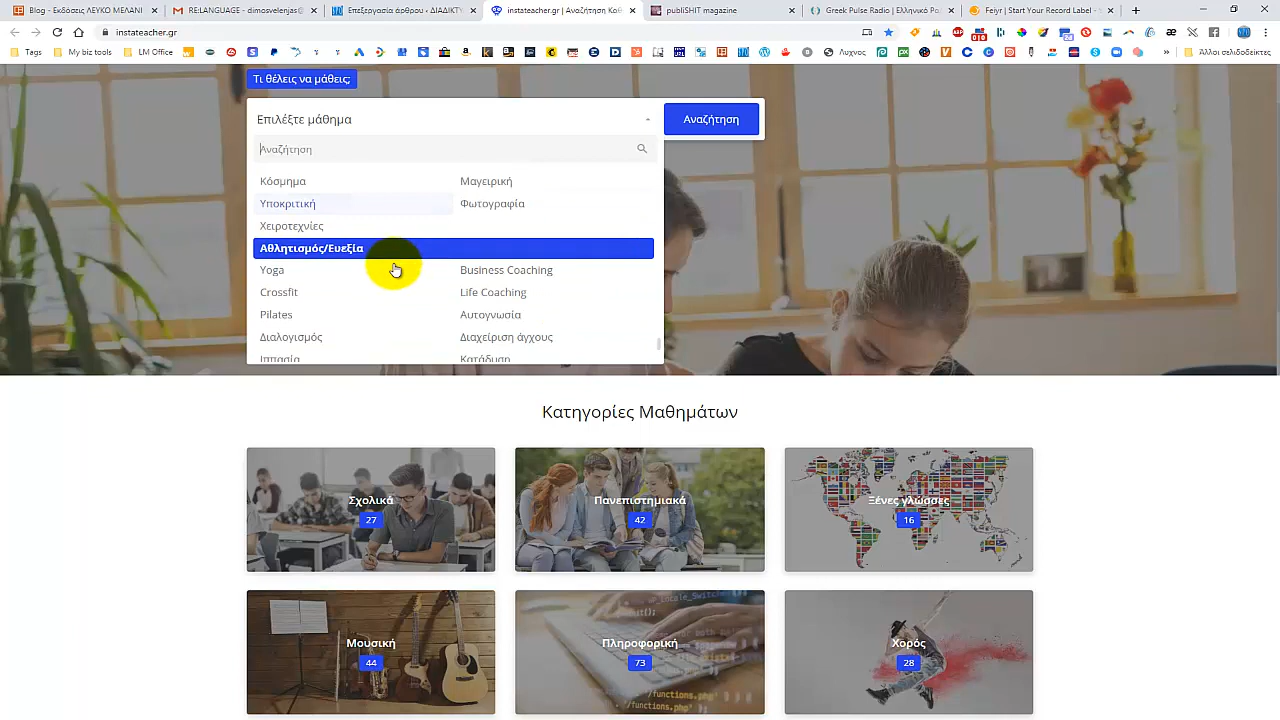 Blog - Εκδόσεις ΛΕΥΚΟ ΜΕΛΑΝΙ
RE:LANGUAGE - dimosvelenjas@
Επεξεργασία άρθρου ‹ ΔΙΑΔΙΚΤΥ
instateacher.gr | Αναζήτηση Καθ
publiSHIT magazine
Greek Pulse Radio | Ελληνικό Ρα
Feiyr | Start Your Record Label -
instateacher.gr
Tags
My biz tools
LM Office
Λυχνος
Άλλοι σελιδοδείκτες
Τι θέλεις να μάθεις;
Επιλέξτε μάθημα
Αναζήτηση
Αναζήτηση
Κόσμημα
Μαγειρική
Υποκριτική
Φωτογραφία
Χειροτεχνίες
Αθλητισμός/Ευεξία
Yoga
Business Coaching
Crossfit
Life Coaching
Pilates
Αυτογνωσία
Διαλογισμός
Διαχείριση άγχους
Ιππασία
Κατάδυση
Κατηγορίες Μαθημάτων
Σχολικά
27
Πανεπιστημιακά
42
Ξένες γλώσσες
16
Μουσική
44
Πληροφορική
73
Χορός
28